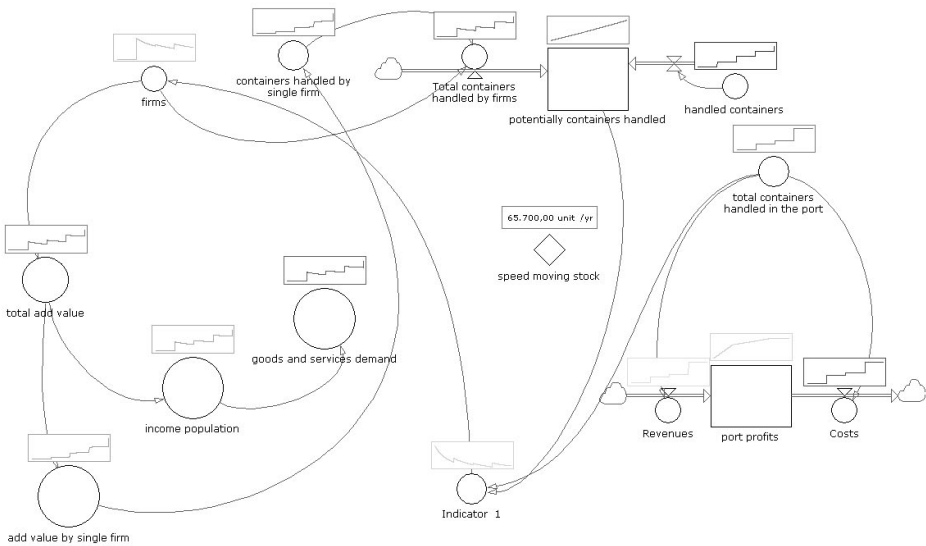 containers handled by
single firm
Total containers
handled by firms
firms
potentially containers handled
handled containers
total containers
handled in the port
65.700,00 unit /yr
speed moving stock
total add value
goods and services demand
income population
Revenues
port profits
Costs
Indicator 1
add value by single firm